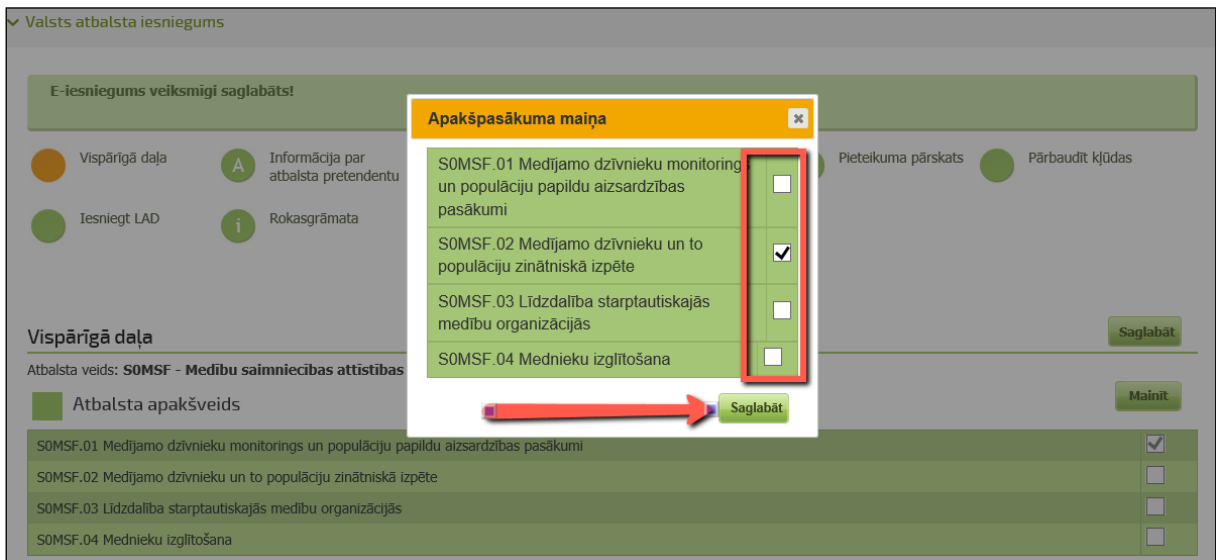 Valsts atbalsta iesniegums
E-iesniegums veiksmīgi saglabāts!
Vispārīgā daļa
A
Informācija par
atbalsta pretendentu
Pieteikuma pārskats
Pārbaudīt kļūdas
Iesniegt LAD
i
Rokasgrāmata
Apakšpasākuma maiņa
S0MSF.01 Medījamo dzīvnieku monitorings
un populāciju papildu aizsardzības
pasākumi
S0MSF.02 Medījamo dzīvnieku un to
populāciju zinātniskā izpēte
S0MSF.03 Līdzdalība starptautiskajās
medību organizācijās
S0MSF.04 Mednieku izglītošana
Saglabāt
Vispārīgā daļa
Saglabāt
Atbalsta veids: S0MSF - Medību saimniecības attīstības
Atbalsta apakšveids
Mainīt
S0MSF.01 Medījamo dzīvnieku monitorings un populāciju papildu aizsardzības pasākumi
S0MSF.02 Medījamo dzīvnieku un to populāciju zinātniskā izpēte
S0MSF.03 Līdzdalība starptautiskajās medību organizācijās
S0MSF.04 Mednieku izglītošana